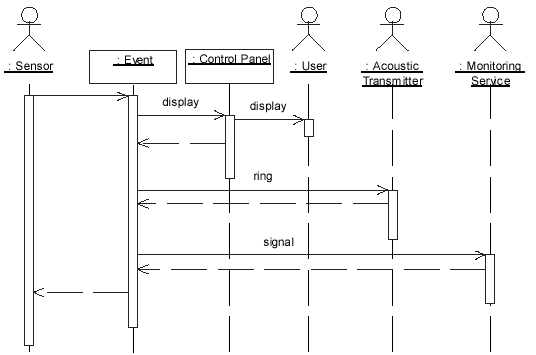 : Sensor
: Event
: Control Panel
: User
: Acoustic
Transmitter
: Monitoring
Service
display
display
ring
signal